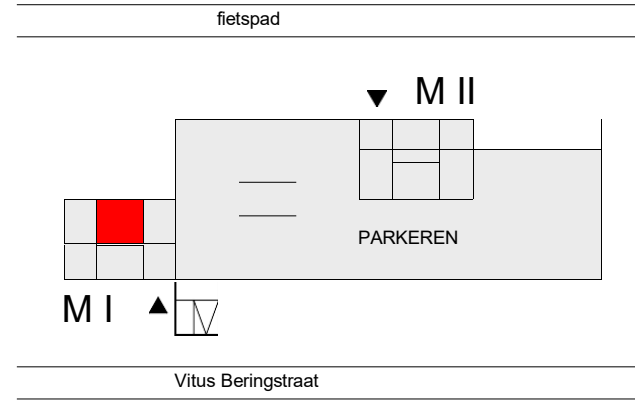 fietspad
M II
PARKEREN
M I
Vitus Beringstraat